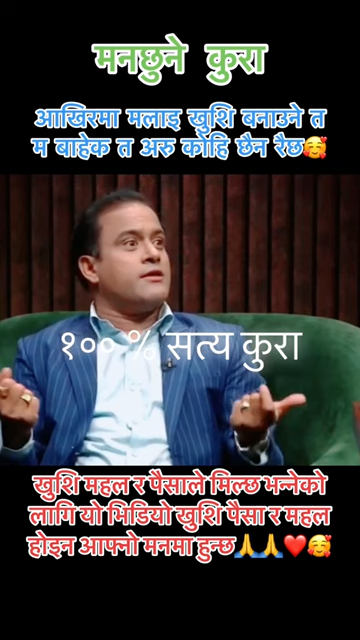 मनछुने कुरा
आखिरमा मलाइ खुशि बनाउने त
म बाहेक त अरु कोहि छैन रैछ🥰
१००% सत्य कुरा
खुशि महल र पैसाले मिल्छ भन्नेको
लागि यो भिडियो खुशि पैसा र महल
होइन आफ्नो मनमा हुन्छ🙏🙏❤️🥰